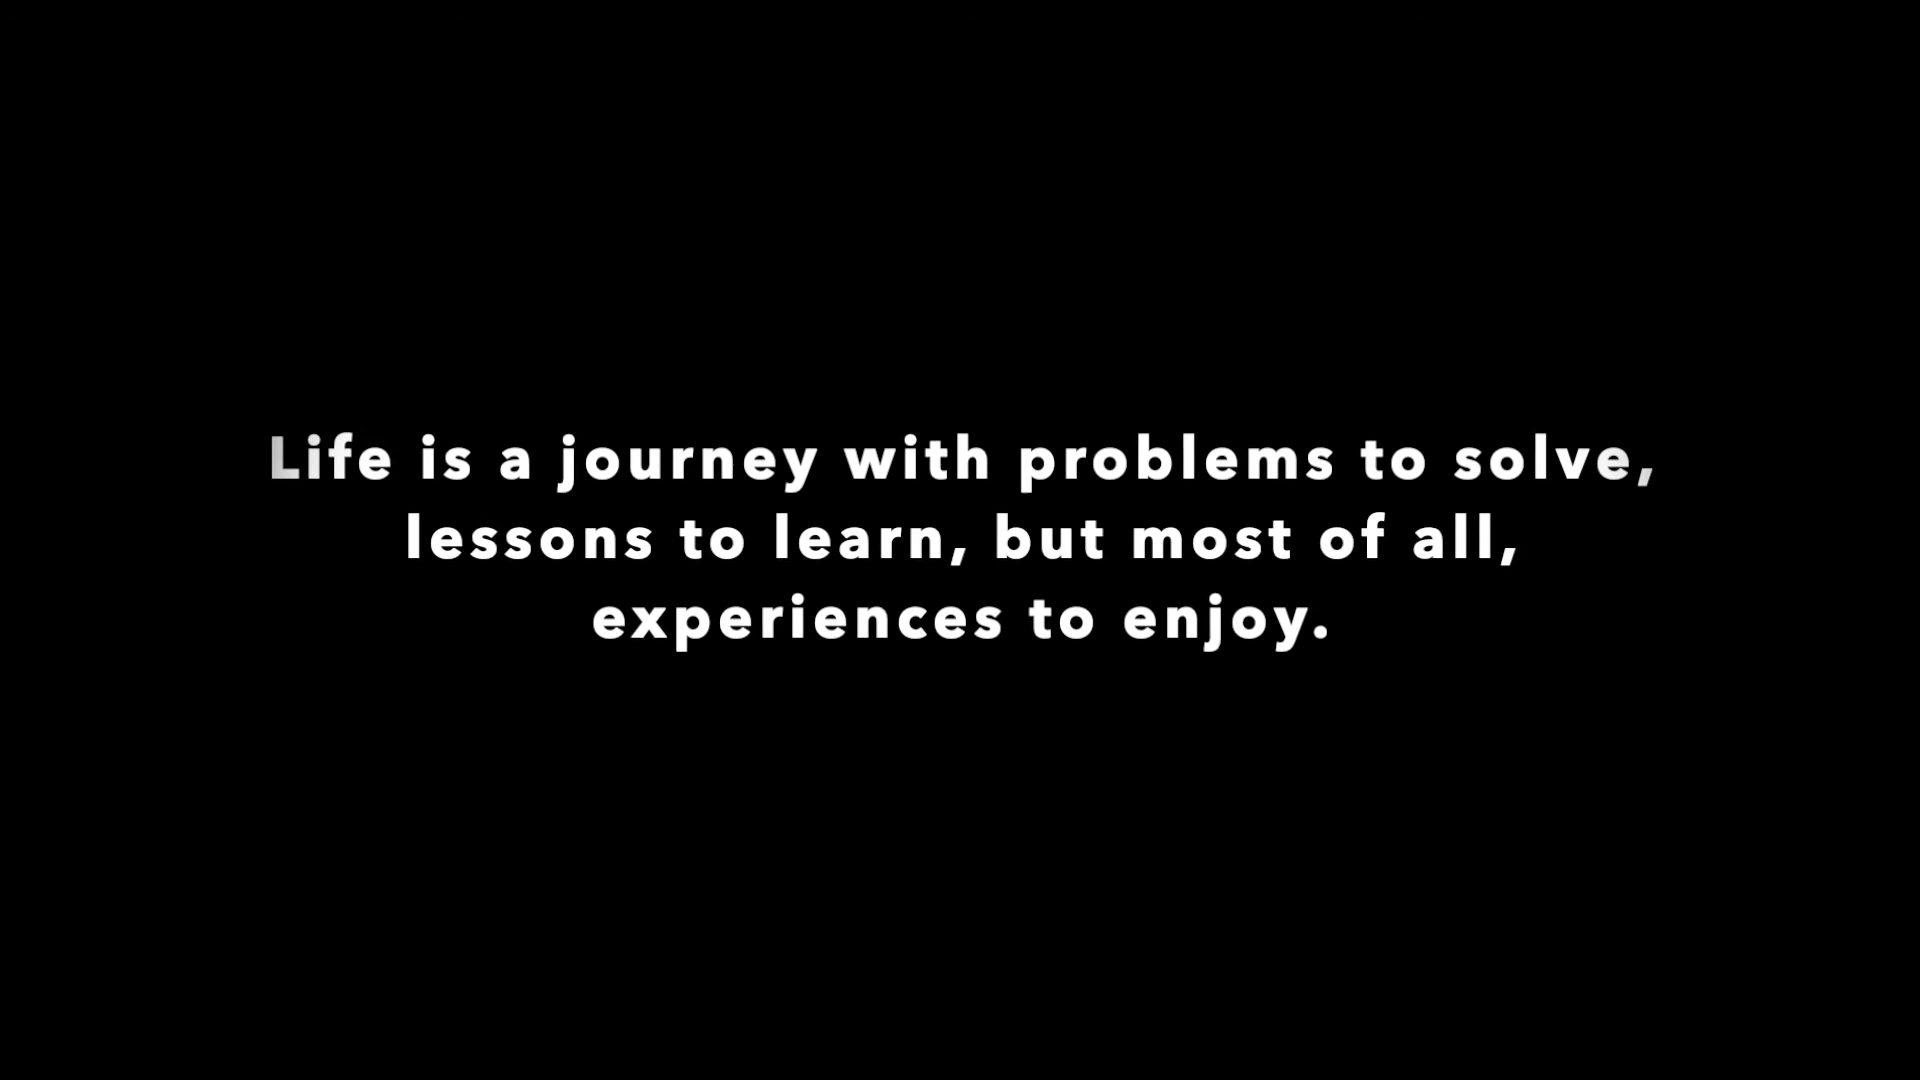 Life is a journey with problems to solve,
lessons to learn, but most of all,
experiences to enjoy.